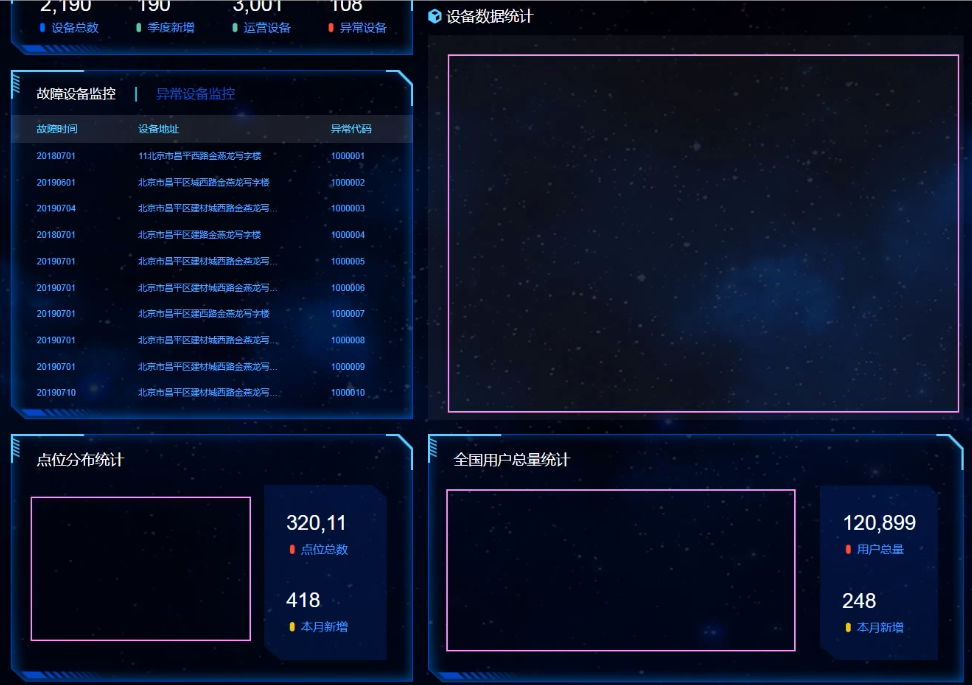 2,190 190 3,001 108
设备总数 季度新增 运营设备 异常设备
故障设备监控 异常设备监控
故障时间 设备地址 异常代码
20180701 11北京市昌平西路金燕龙写字楼 1000001
20190601 北京市昌平区城西路金燕龙写字楼 1000002
20190704 北京市昌平区建材城西路金燕龙写... 1000003
20180701 北京市昌平区建路金燕龙写字楼 1000004
20190701 北京市昌平区建材城西路金燕龙写... 1000005
20190701 北京市昌平区建材城西路金燕龙写... 1000006
20190701 北京市昌平区建西路金燕龙写字楼 1000007
20190701 北京市昌平区建材城西路金燕龙写... 1000008
20190701 北京市昌平区建材城西路金燕龙写... 1000009
20190710 北京市昌平区建材城西路金燕龙写... 1000010
设备数据统计
点位分布统计
320,11
点位总数
418
本月新增
全国用户总量统计
120,899
用户总量
248
本月新增